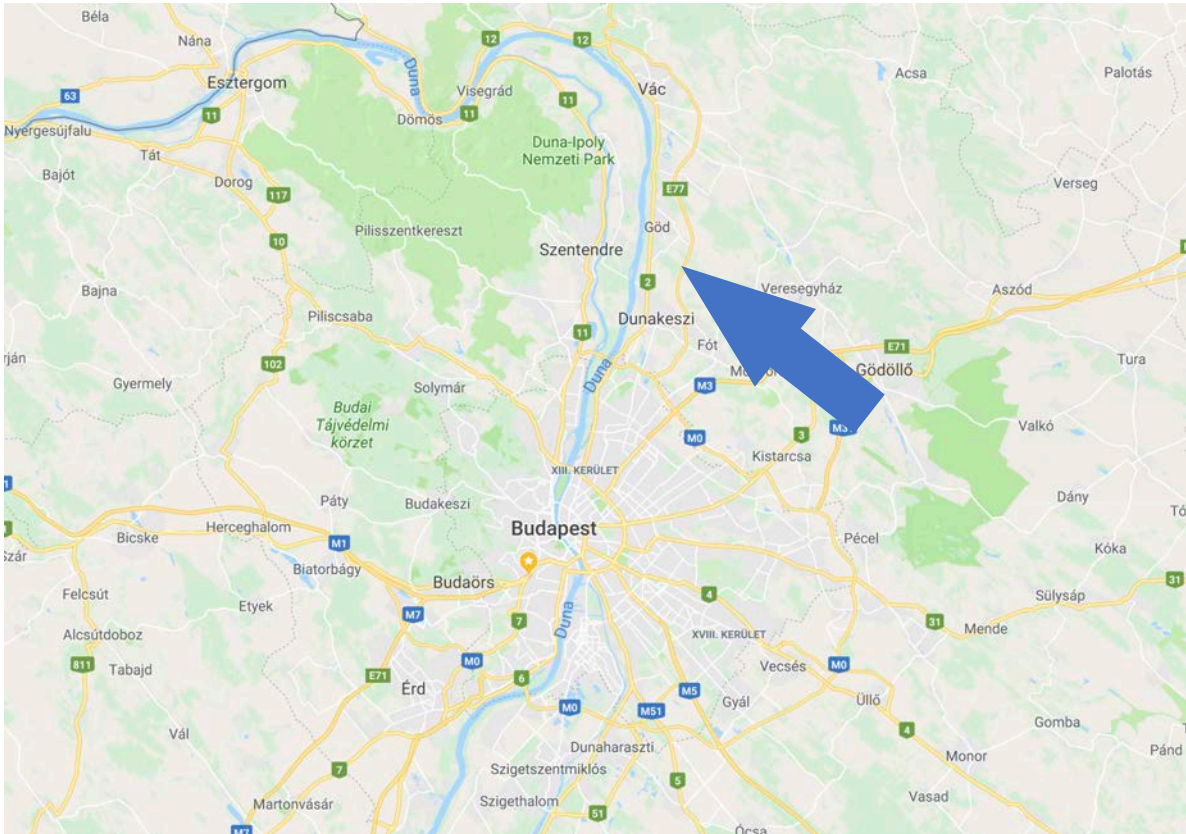 Béla
Nána
12
12
Esztergom
Duna
Visegrád
Vác
Acsa
Palotás
63
11
Dömös
11
11
Nyergesújfalu
Tát
Duna-Ipoly
Nemzeti Park
Bajót
Dorog
117
E77
Verseg
Pilisszentkereszt
Göd
10
Szentendre
2
Bajna
Veresegyház
Aszód
Piliscsaba
Dunakeszi
11
Fót
E71
rján
102
Duna
Tura
Gyermely
Solymár
M3
Gödöllő
Budai
Tájvédelmi
körzet
M0
3
Valkó
Kistarcsa
XIII. KERÜLET
Páty
Budakeszi
Dány
Herceghalom
Budapest
Tó
Bicske
M1
Pécel
Szár
Biatorbágy
Kóka
Budaörs
31
Felcsút
Etyek
M7
4
Sülysáp
Duna
7
31
Mende
Alcsútdoboz
XVIII. KERÜLET
811
Tabajd
M0
Vecsés
M0
E71
6
Érd
M5
Gyál
Üllő
M0
M51
Vál
4
Gomba
Dunaharaszti
Pánd
7
Szigetszentmiklós
5
Monor
Martonvásár
Szigethalom
51
Vasad
M7
Ócsa